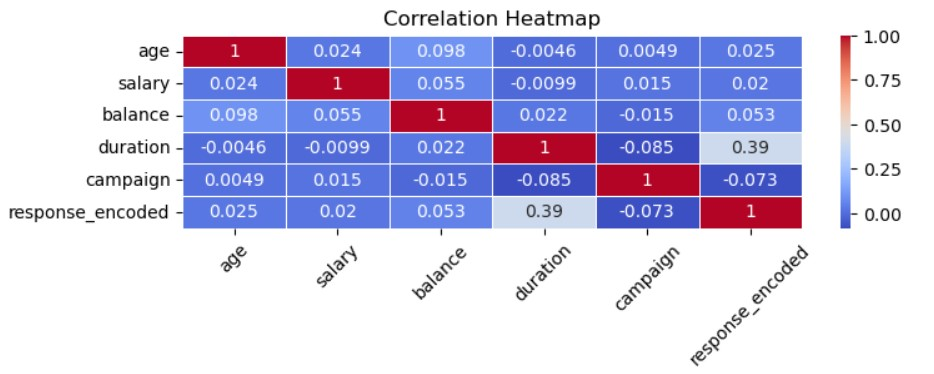 Correlation Heatmap
age 1 0.024 0.098 -0.0046 0.0049 0.025
salary 0.024 1 0.055 -0.0099 0.015 0.02
balance 0.098 0.055 1 0.022 -0.015 0.053
duration -0.0046 -0.0099 0.022 1 -0.085 0.39
campaign 0.0049 0.015 -0.015 -0.085 1 -0.073
response_encoded 0.025 0.02 0.053 0.39 -0.073 1
age salary balance duration campaign response_encoded
1.00
0.75
0.50
0.25
0.00